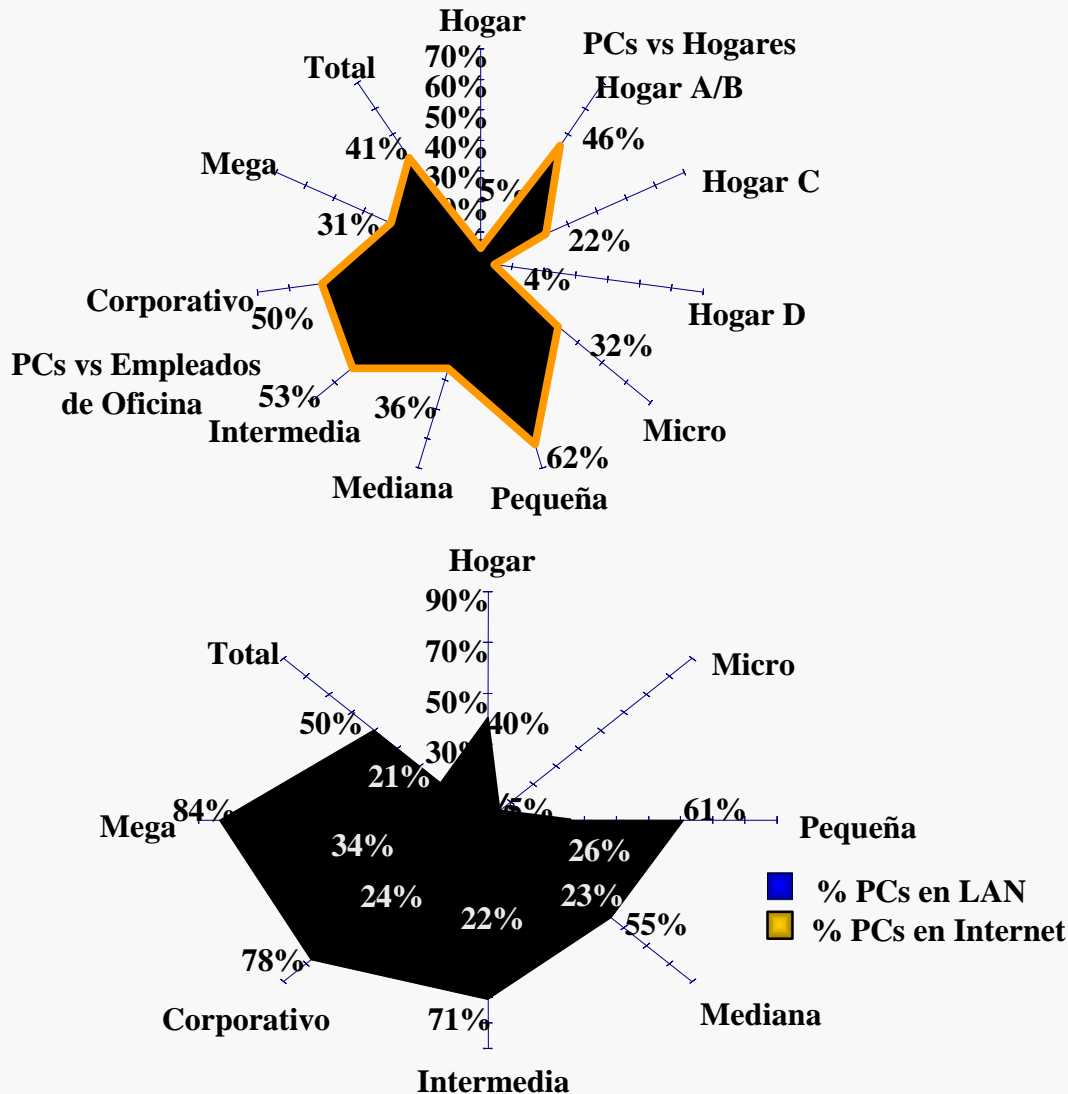 Hogar
PCs vs Hogares
70%
Total
60%
Hogar A/B
50%
46%
41%
40%
Mega
30%
5%
Hogar C
31%
22%
4%
Corporativo
50%
Hogar D
32%
PCs vs Empleados
de Oficina
53%
36%
Intermedia
Micro
62%
Mediana
Pequeña
Hogar
90%
Total
70%
Micro
50%
50%
40%
30%
21%
84%
5%
61%
Mega
Pequeña
34%
26%
24%
23%
% PCs en LAN
22%
55%
% PCs en Internet
78%
Corporativo
71%
Mediana
Intermedia